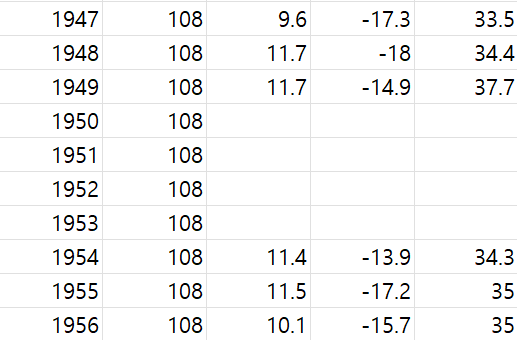 1947 108 9.6 -17.3 33.5
1948 108 11.7 -18 34.4
1949 108 11.7 -14.9 37.7
1950 108
1951 108
1952 108
1953 108
1954 108 11.4 -13.9 34.3
1955 108 11.5 -17.2 35
1956 108 10.1 -15.7 35